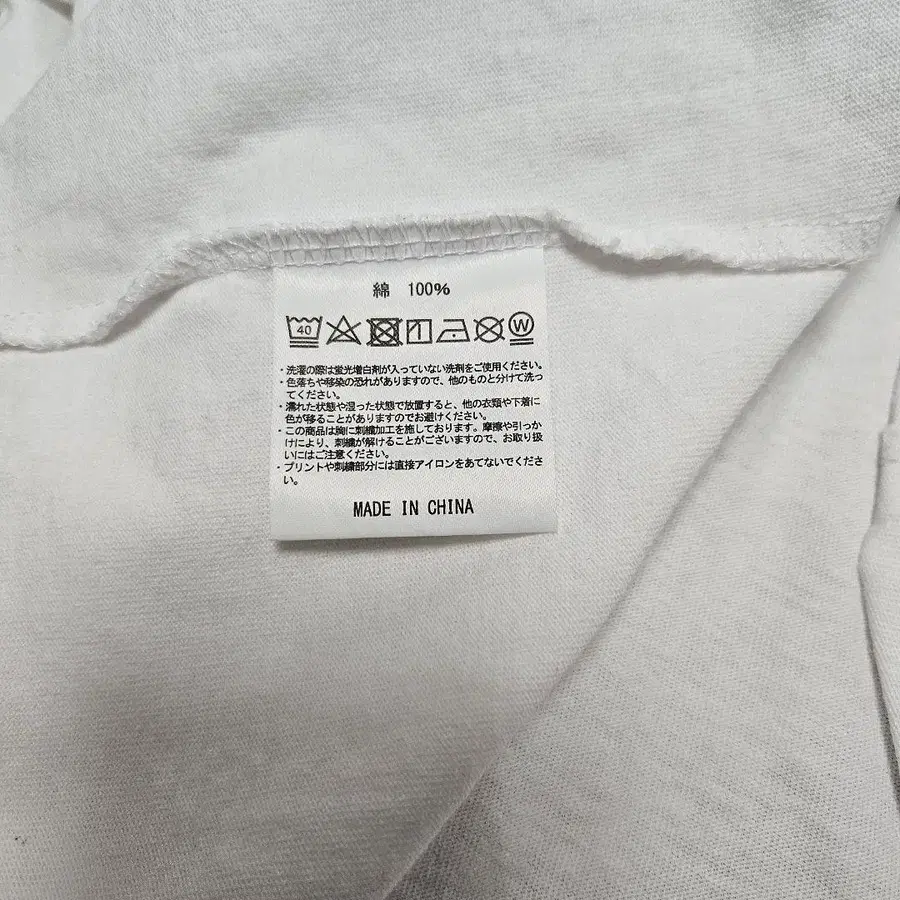 綿 100%
40 W
・洗濯の際は蛍光増白剤が入っていない洗剤をご使用ください。
・色落ちや移染の恐れがありますので、他のものと分けて洗っ
てください。
・濡れた状態や湿った状態で放置すると、他の衣類や下着に
色が移ることがありますのでお避けください。
・この商品は胸に刺繍加工を施しております。摩擦や引っか
けにより、刺繍が解けることがございますので、お取り扱
いにはご注意ください。
・プリントや刺繍部分には直接アイロンをあてないでくださ
い。
MADE IN CHINA